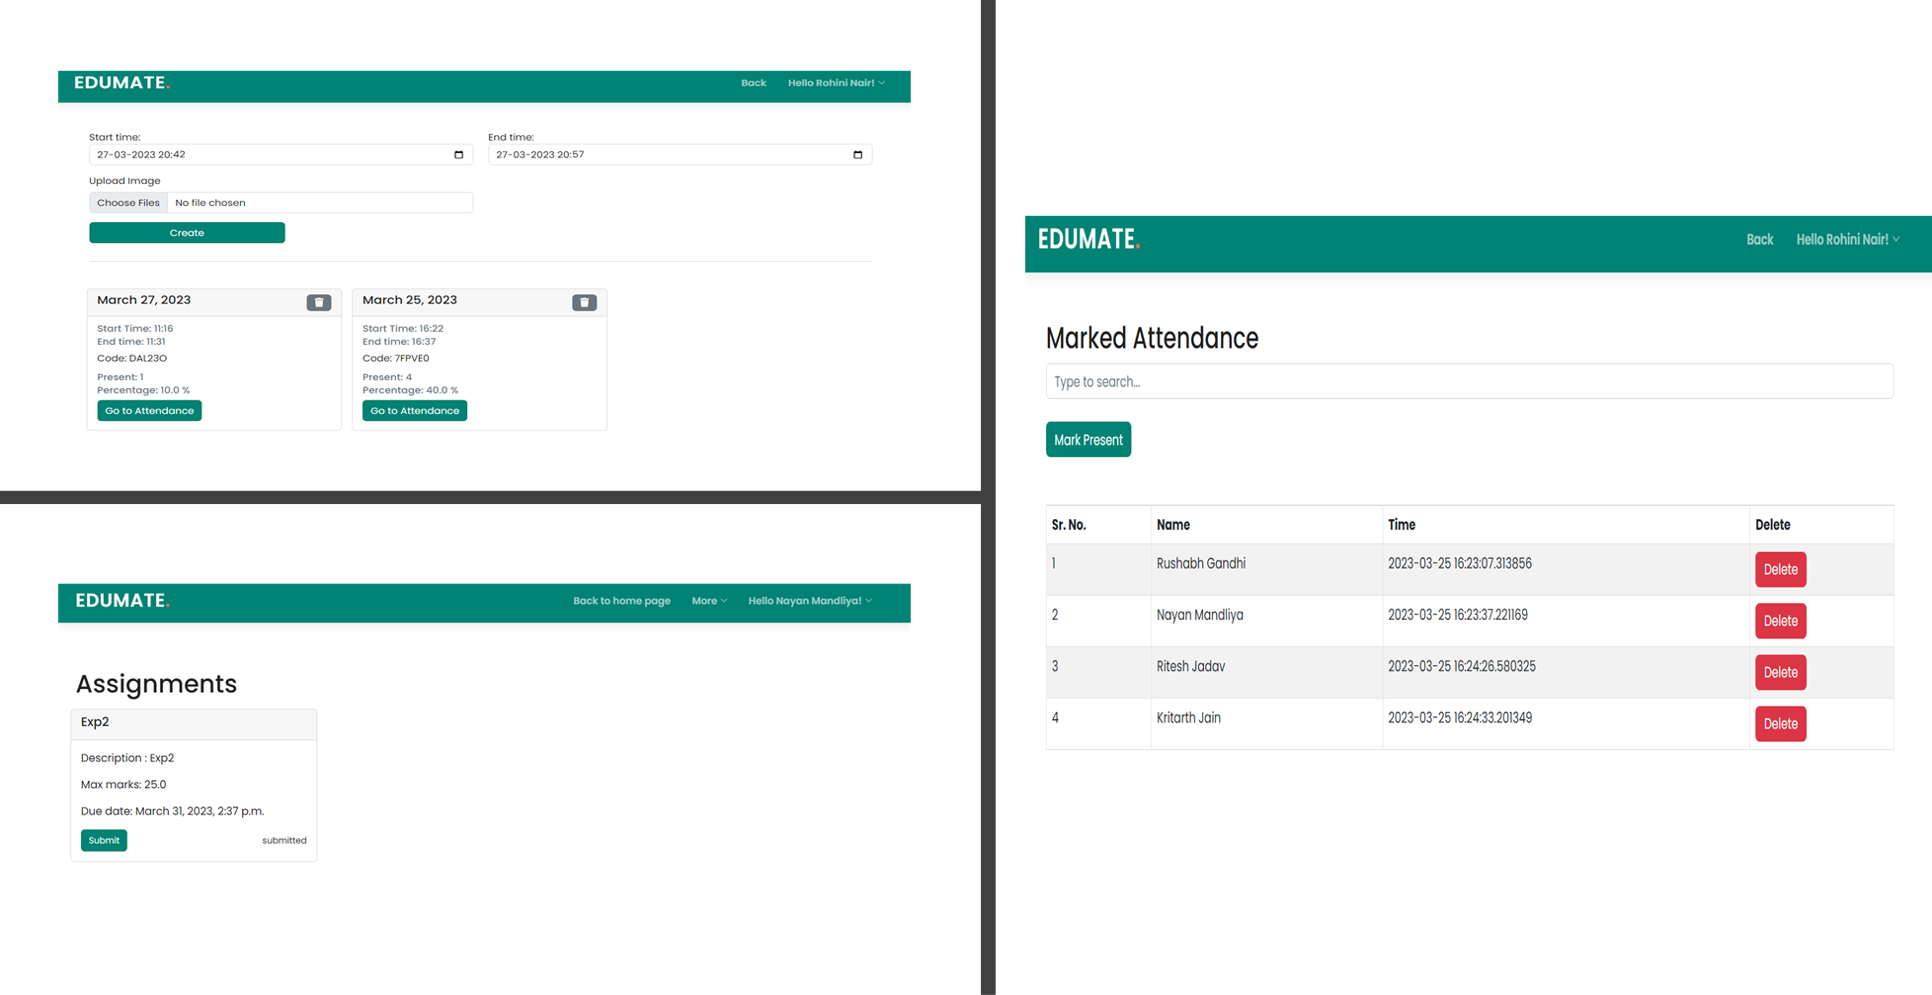 EDUMATE.
Back Hello Rohini Nair!
Start time: End time:
27-03-2023 20:42 27-03-2023 20:57
Upload Image
Choose Files No file chosen
Create
March 27, 2023
Start Time: 11:16
End time: 11:31
Code: DAL23O
Present: 1
Percentage: 10.0 %
Go to Attendance
March 25, 2023
Start Time: 16:22
End time: 16:37
Code: 7FPVE0
Present: 4
Percentage: 40.0 %
Go to Attendance
EDUMATE.
Back to home page More Hello Nayan Mandliya!
Assignments
Exp2
Description : Exp2
Max marks: 25.0
Due date: March 31, 2023, 2:37 p.m.
Submit submitted
EDUMATE.
Back Hello Rohini Nair!
Marked Attendance
Type to search...
Mark Present
Sr. No. Name Time Delete
1 Rushabh Gandhi 2023-03-25 16:23:07.313856 Delete
2 Nayan Mandliya 2023-03-25 16:23:37.221169 Delete
3 Ritesh Jadav 2023-03-25 16:24:26.580325 Delete
4 Kritarth Jain 2023-03-25 16:24:33.201349 Delete